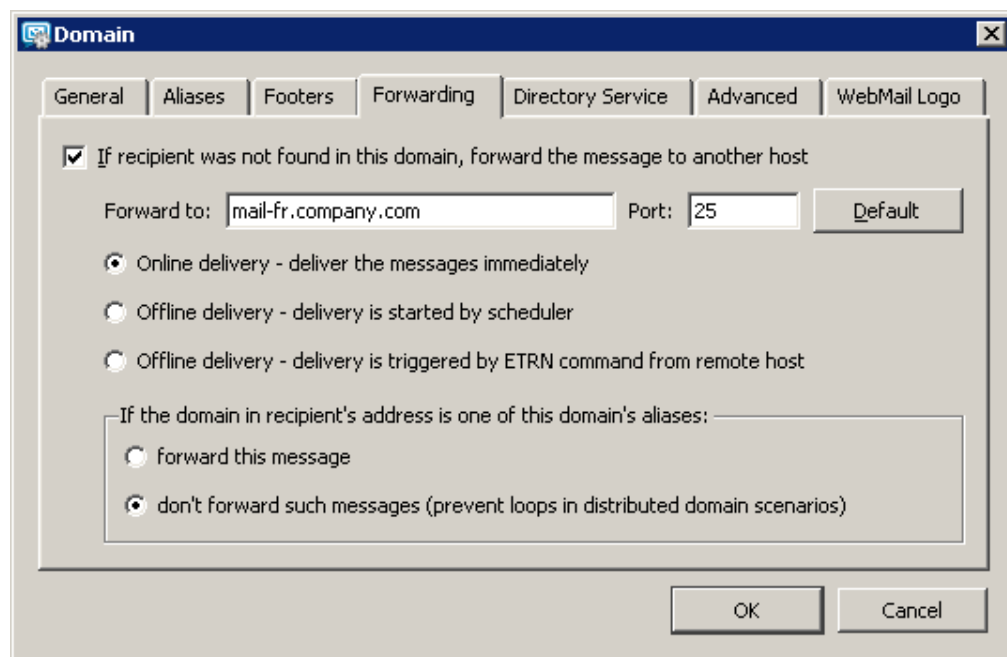 Domain
General Aliases Footers Forwarding Directory Service Advanced WebMail Logo
If recipient was not found in this domain, forward the message to another host
Forward to: mail-fr.company.com Port: 25 Default
Online delivery - deliver the messages immediately
Offline delivery - delivery is started by scheduler
Offline delivery - delivery is triggered by ETRN command from remote host
If the domain in recipient's address is one of this domain's aliases:
forward this message
don't forward such messages (prevent loops in distributed domain scenarios)
OK Cancel